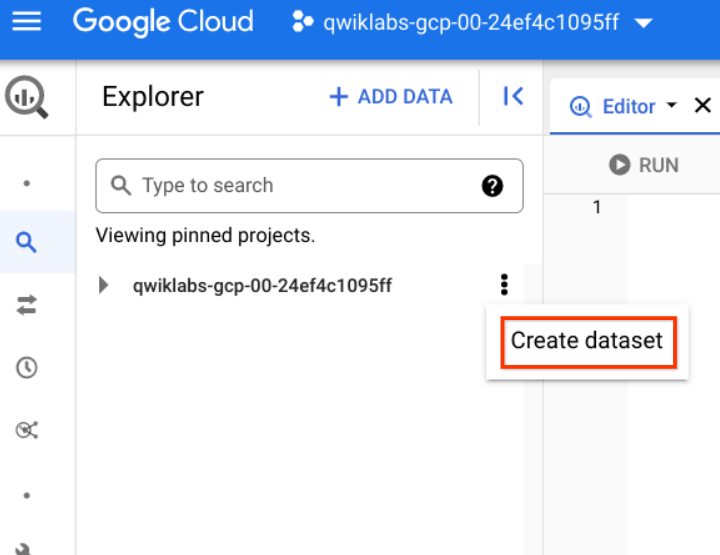 Google Cloud
qwiklabs-gcp-00-24ef4c1095ff
Explorer
+ ADD DATA
Editor
Type to search
?
RUN
1
Viewing pinned projects.
qwiklabs-gcp-00-24ef4c1095ff
Create dataset